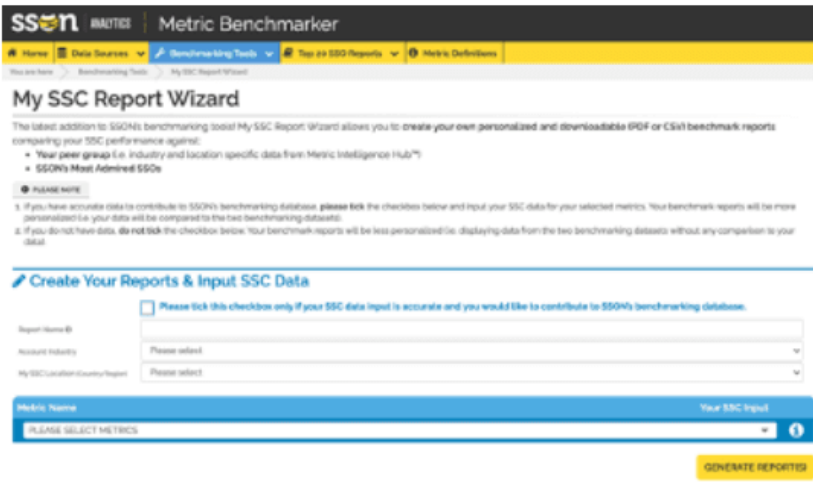 SSON ANALYTICS Metric Benchmarker
Home Data Sources Benchmarking Tools Top 20 SSO Reports Metric Definitions
You are here Benchmarking Tools My SSC Report Wizard
My SSC Report Wizard
The latest addition to SSON's benchmarking tools! My SSC Report Wizard allows you to create your own personalized and downloadable (PDF or CSV) benchmark reports
comparing your SSC performance against:
• Your peer group (i.e. industry and location specific data from Metric Intelligence Hub™)
• SSON's Most Admired SSOs
PLEASE NOTE
1. If you have accurate data to contribute to SSON's benchmarking database, please tick the checkbox below and input your SSC data for your selected metrics. Your benchmark reports will be more
personalized (i.e. your data will be compared to the two benchmarking datasets).
2. If you do not have data, do not tick the checkbox below. Your benchmark reports will be less personalized (i.e. displaying data from the two benchmarking datasets without any comparison to your
data).
Create Your Reports & Input SSC Data
Please tick this checkbox only if your SSC data input is accurate and you would like to contribute to SSON's benchmarking database.
Report Name
Account Industry Please select
My SSC Location (Country/Region) Please select
Metric Name Your SSC Input
PLEASE SELECT METRICS
GENERATE REPORT(S)